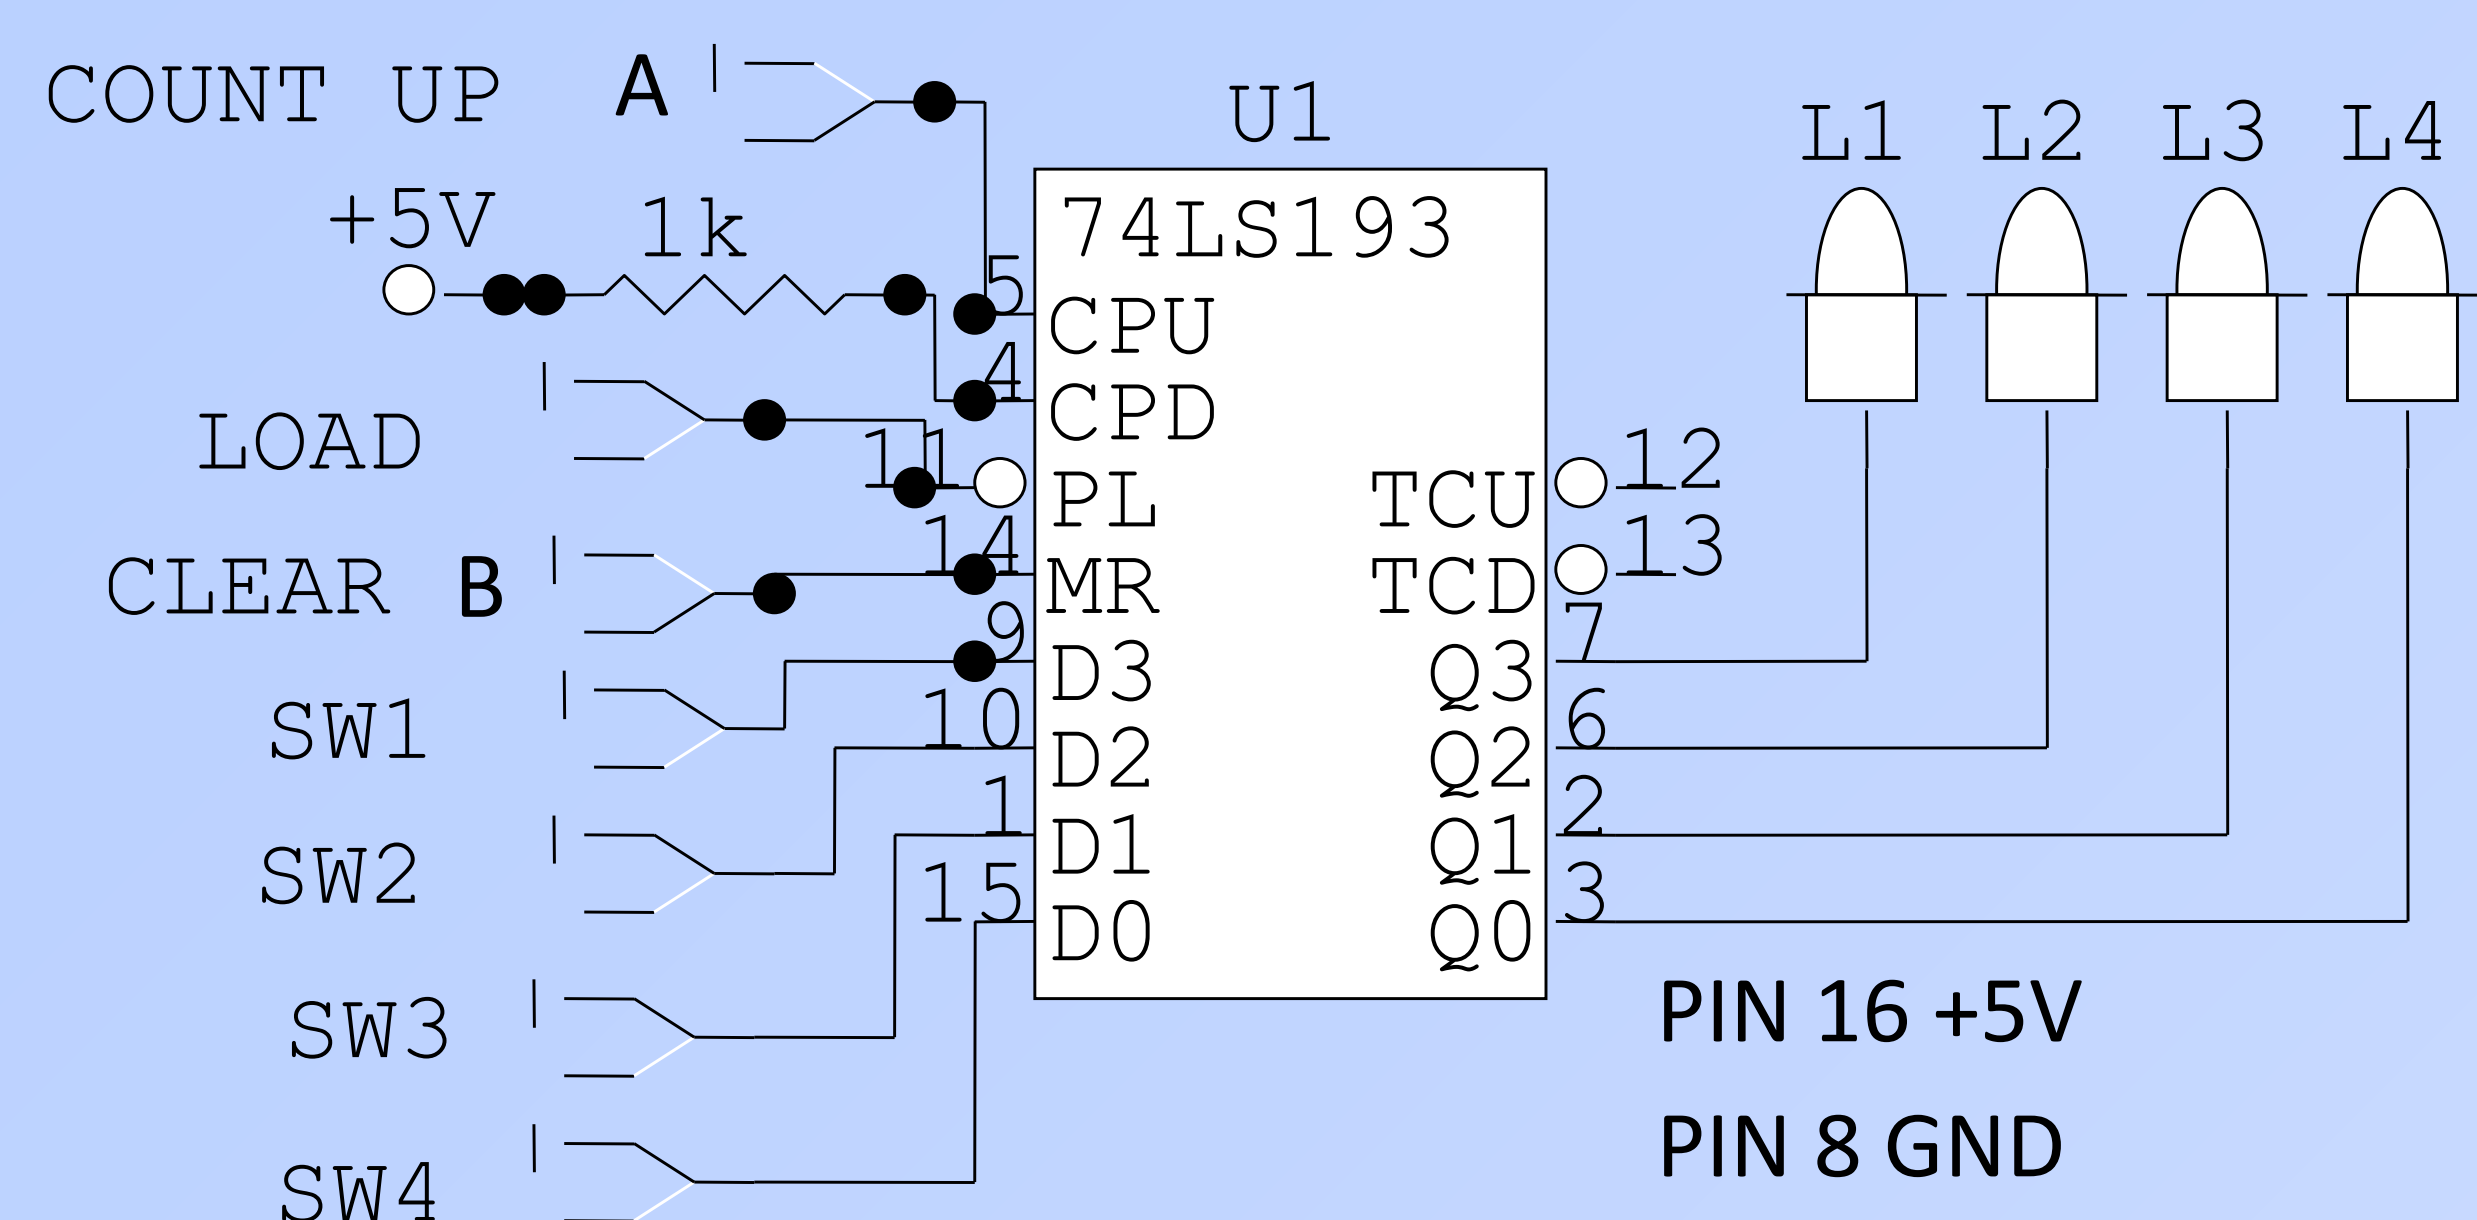 COUNT UP A
U1
L1 L2 L3 L4
+5V 1k
74LS193
5
CPU
4
CPD
LOAD
11 PL TCU 12
CLEAR B
14 MR TCD 13
9 D3 Q3 7
SW1
10 D2 Q2 6
SW2
1 D1 Q1 2
15 D0 Q0 3
SW3
PIN 16 +5V
PIN 8 GND
SW4